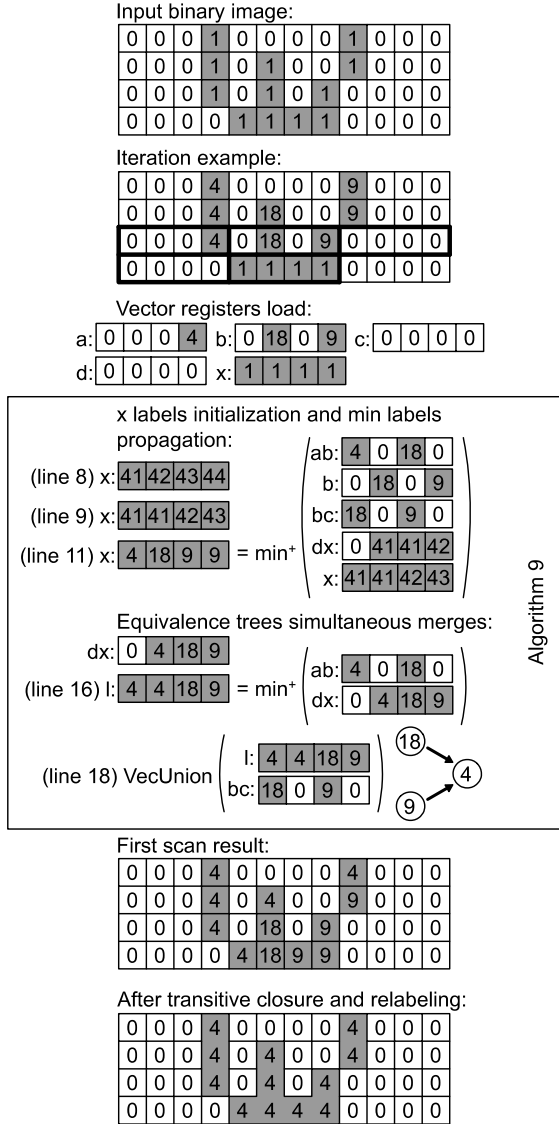 Input binary image:
0 0 0 1 0 0 0 0 1 0 0 0
0 0 0 1 0 1 0 0 1 0 0 0
0 0 0 1 0 1 0 1 0 0 0 0
0 0 0 0 1 1 1 1 0 0 0 0
Iteration example:
0 0 0 4 0 0 0 0 9 0 0 0
0 0 0 4 0 18 0 0 9 0 0 0
0 0 0 4 0 18 0 9 0 0 0 0
0 0 0 0 1 1 1 1 0 0 0 0
Vector registers load:
a: 0 0 0 4 b: 0 18 0 9 c: 0 0 0 0
d: 0 0 0 0 x: 1 1 1 1
x labels initialization and min labels
propagation:
(line 8) x: 41 42 43 44
(line 9) x: 41 41 42 43
(line 11) x: 4 18 9 9 = min+
ab: 4 0 18 0
b: 0 18 0 9
bc: 18 0 9 0
dx: 0 41 41 42
x: 41 41 42 43
Equivalence trees simultaneous merges:
dx: 0 4 18 9
(line 16) l: 4 4 18 9 = min+
ab: 4 0 18 0
dx: 0 4 18 9
(line 18) VecUnion
l: 4 4 18 9
bc: 18 0 9 0
18
4
9
Algorithm 9
First scan result:
0 0 0 4 0 0 0 0 4 0 0 0
0 0 0 4 0 4 0 0 9 0 0 0
0 0 0 4 0 18 0 9 0 0 0 0
0 0 0 0 4 18 9 9 0 0 0 0
After transitive closure and relabeling:
0 0 0 4 0 0 0 0 4 0 0 0
0 0 0 4 0 4 0 0 4 0 0 0
0 0 0 4 0 4 0 4 0 0 0 0
0 0 0 0 4 4 4 4 0 0 0 0